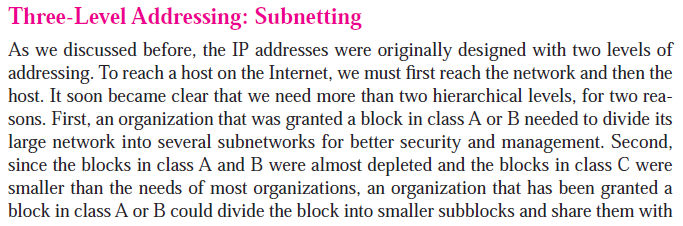 Three-Level Addressing: Subnetting
As we discussed before, the IP addresses were originally designed with two levels of
addressing. To reach a host on the Internet, we must first reach the network and then the
host. It soon became clear that we need more than two hierarchical levels, for two rea-
sons. First, an organization that was granted a block in class A or B needed to divide its
large network into several subnetworks for better security and management. Second,
since the blocks in class A and B were almost depleted and the blocks in class C were
smaller than the needs of most organizations, an organization that has been granted a
block in class A or B could divide the block into smaller subblocks and share them with